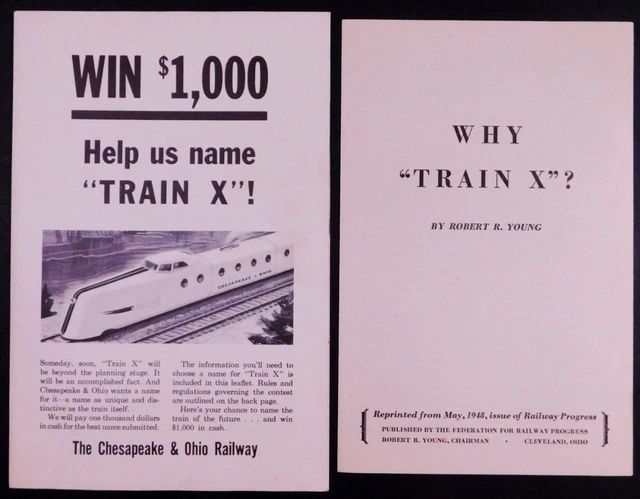 WIN $1,000
Help us name
“TRAIN X”!
CHESAPEAKE & OHIO
Someday, soon, “Train X” will
be beyond the planning stage. It
will be an accomplished fact. And
Chesapeake & Ohio wants a name
for it—a name as unique and dis-
tinctive as the train itself.
We will pay one thousand dollars
in cash for the best name submitted.
The information you'll need to
choose a name for “Train X” is
included in this leaflet. Rules and
regulations governing the contest
are outlined on the back page.
Here's your chance to name the
train of the future . . . and win
$1,000 in cash.
The Chesapeake & Ohio Railway
WHY
“TRAIN X”?
BY ROBERT R. YOUNG
Reprinted from May, 1948, issue of Railway Progress
PUBLISHED BY THE FEDERATION FOR RAILWAY PROGRESS
ROBERT R. YOUNG, CHAIRMAN · CLEVELAND, OHIO